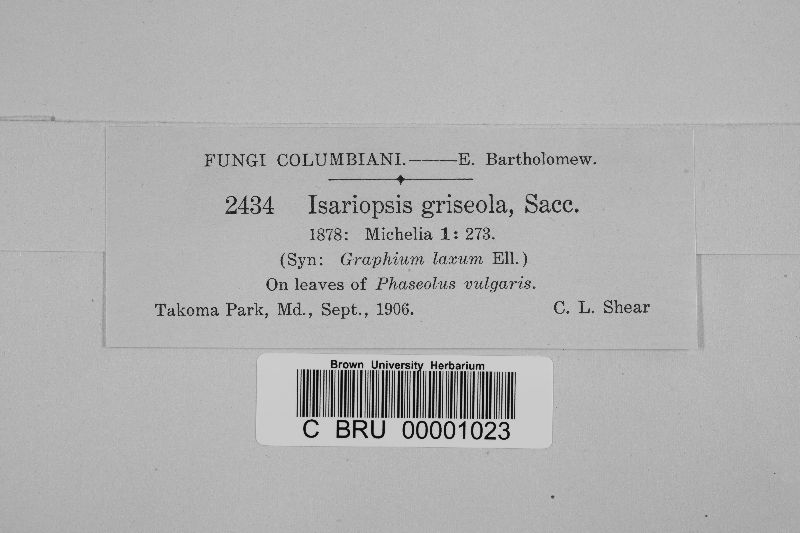 FUNGI COLUMBIANI.——E. Bartholomew.
2434 Isariopsis griseola, Sacc.
1878: Michelia 1: 273.
(Syn: Graphium laxum Ell.)
On leaves of Phaseolus vulgaris.
Takoma Park, Md., Sept., 1906. C. L. Shear
Brown University Herbarium
C BRU 00001023